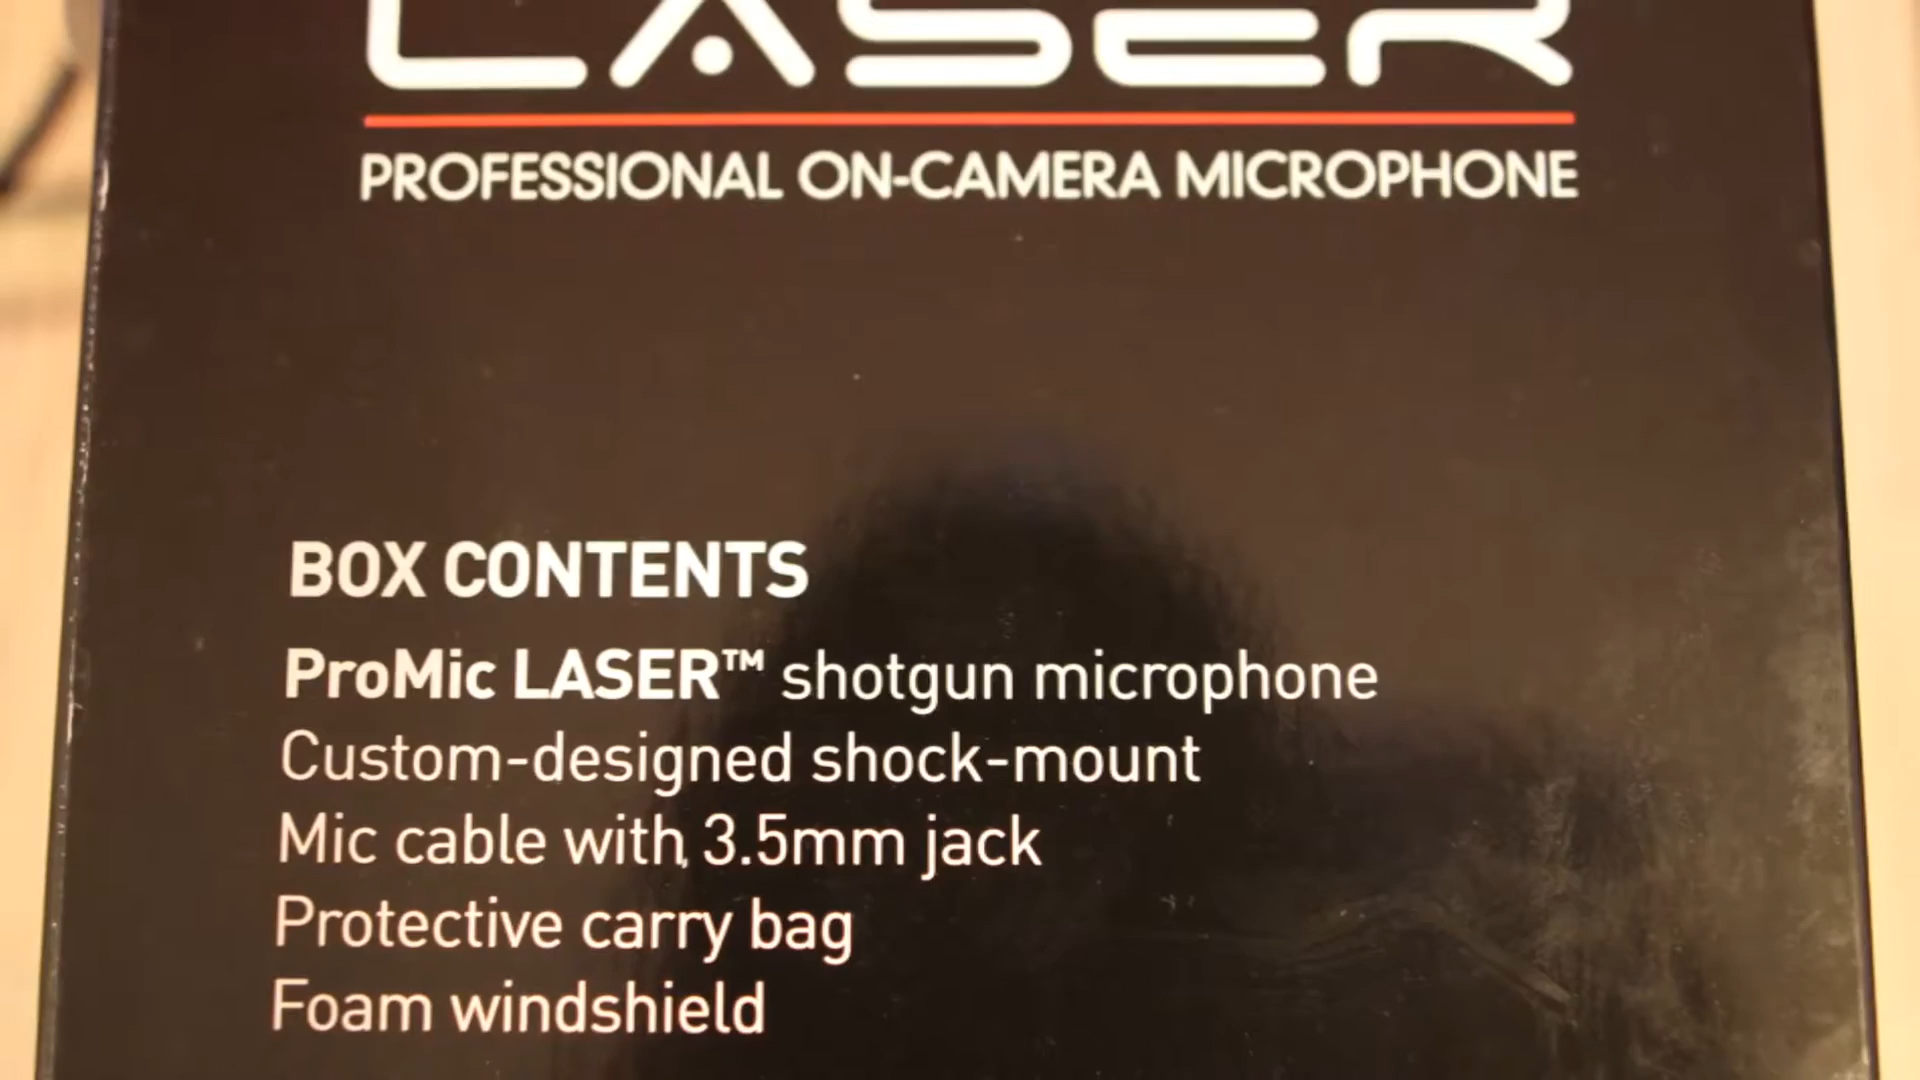 LASER
PROFESSIONAL ON-CAMERA MICROPHONE
BOX CONTENTS
ProMic LASER™ shotgun microphone
Custom-designed shock-mount
Mic cable with 3.5mm jack
Protective carry bag
Foam windshield